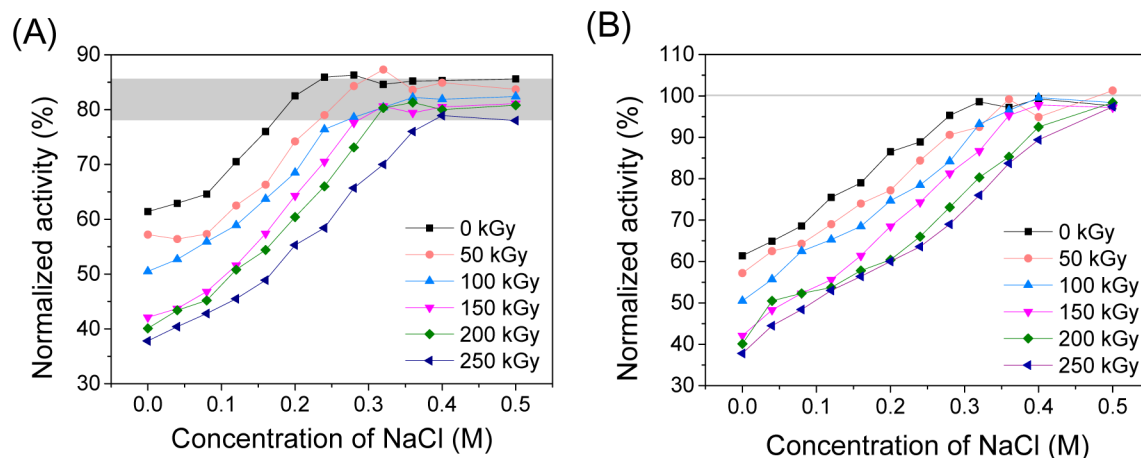 (A)
Normalized activity (%)
90
80
70
60
50
40
30
0 kGy
50 kGy
100 kGy
150 kGy
200 kGy
250 kGy
0.0 0.1 0.2 0.3 0.4 0.5
Concentration of NaCl (M)
(B)
Normalized activity (%)
110
100
90
80
70
60
50
40
30
0 kGy
50 kGy
100 kGy
150 kGy
200 kGy
250 kGy
0.0 0.1 0.2 0.3 0.4 0.5
Concentration of NaCl (M)